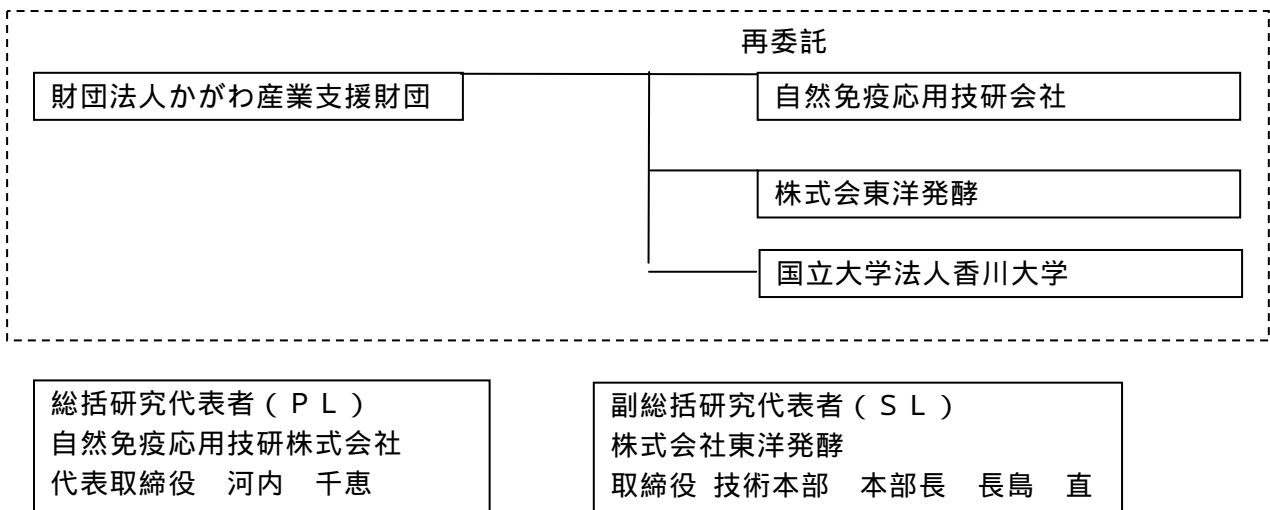 再委託
財団法人かがわ産業支援財団
自然免疫応用技研会社
株式会東洋発酵
国立大学法人香川大学
総括研究代表者（ＰＬ）
自然免疫応用技研株式会社
代表取締役　河内　千恵
副総括研究代表者（ＳＬ）
株式会社東洋発酵
取締役 技術本部　本部長　長島　直